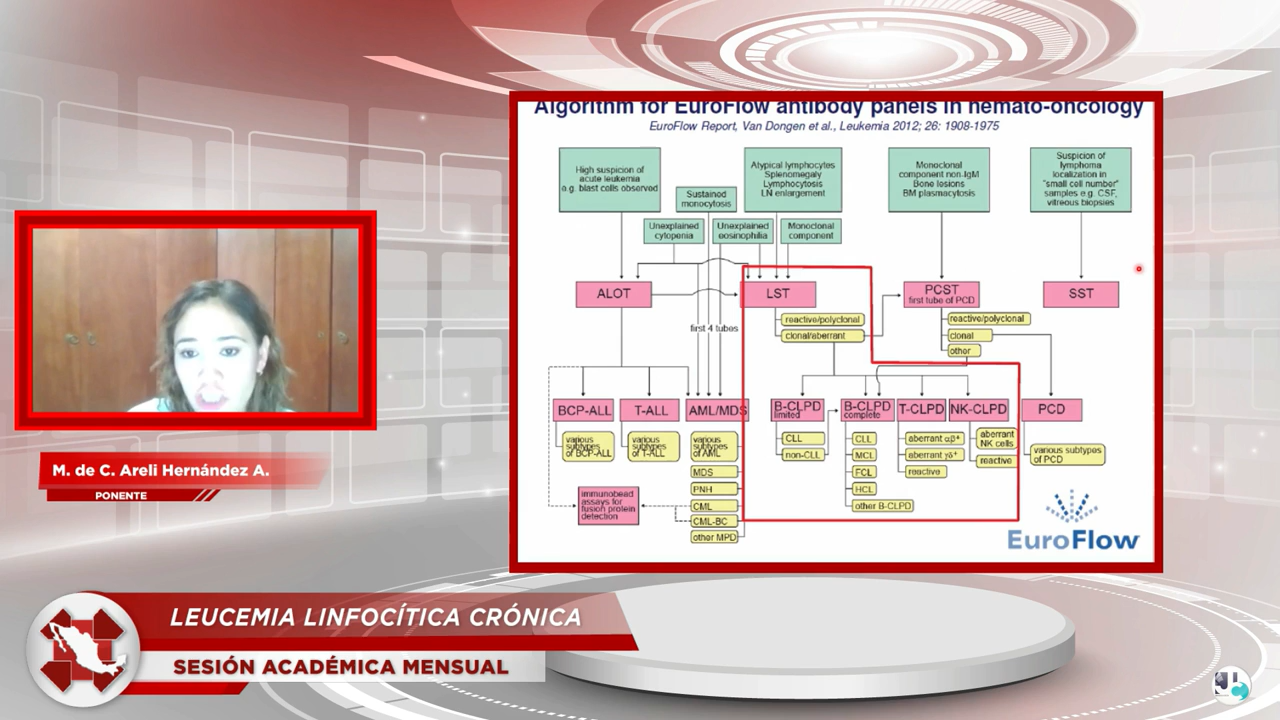 Algorithm for EuroFlow antibody panels in hemato-oncology
EuroFlow Report, Van Dongen et al., Leukemia 2012; 26: 1908-1975
High suspicion of
acute leukemia
e.g. blast cells observed
Sustained
monocytosis
Atypical lymphocytes
Splenomegaly
Lymphocytosis
LN enlargement
Monoclonal
component non-IgM
Bone lesions
BM plasmacytosis
Suspicion of
lymphoma
localization in
"small cell number"
samples e.g. CSF,
vitreous biopsies
Unexplained
cytopenia
Unexplained
eosinophilia
Monoclonal
component
ALOT
LST
PCST
first tube of PCD
SST
first 4 tubes
reactive/polyclonal
clonal/aberrant
reactive/polyclonal
clonal
other
BCP-ALL
T-ALL
AML/MDS
B-CLPD
limited
B-CLPD
complete
T-CLPD
NK-CLPD
PCD
various
subtypes
of BCP-ALL
various
subtypes
of T-ALL
various
subtypes
of AML
MDS
PNH
CML
CML-BC
other MPD
immunobead
assays for
fusion protein
detection
CLL
non-CLL
CLL
MCL
FCL
HCL
other B-CLPD
aberrant αβ+
aberrant γδ+
reactive
aberrant
NK cells
reactive
various subtypes
of PCD
EuroFlow
M. de C. Areli Hernández A.
PONENTE
LEUCEMIA LINFOCÍTICA CRÓNICA
SESIÓN ACADÉMICA MENSUAL